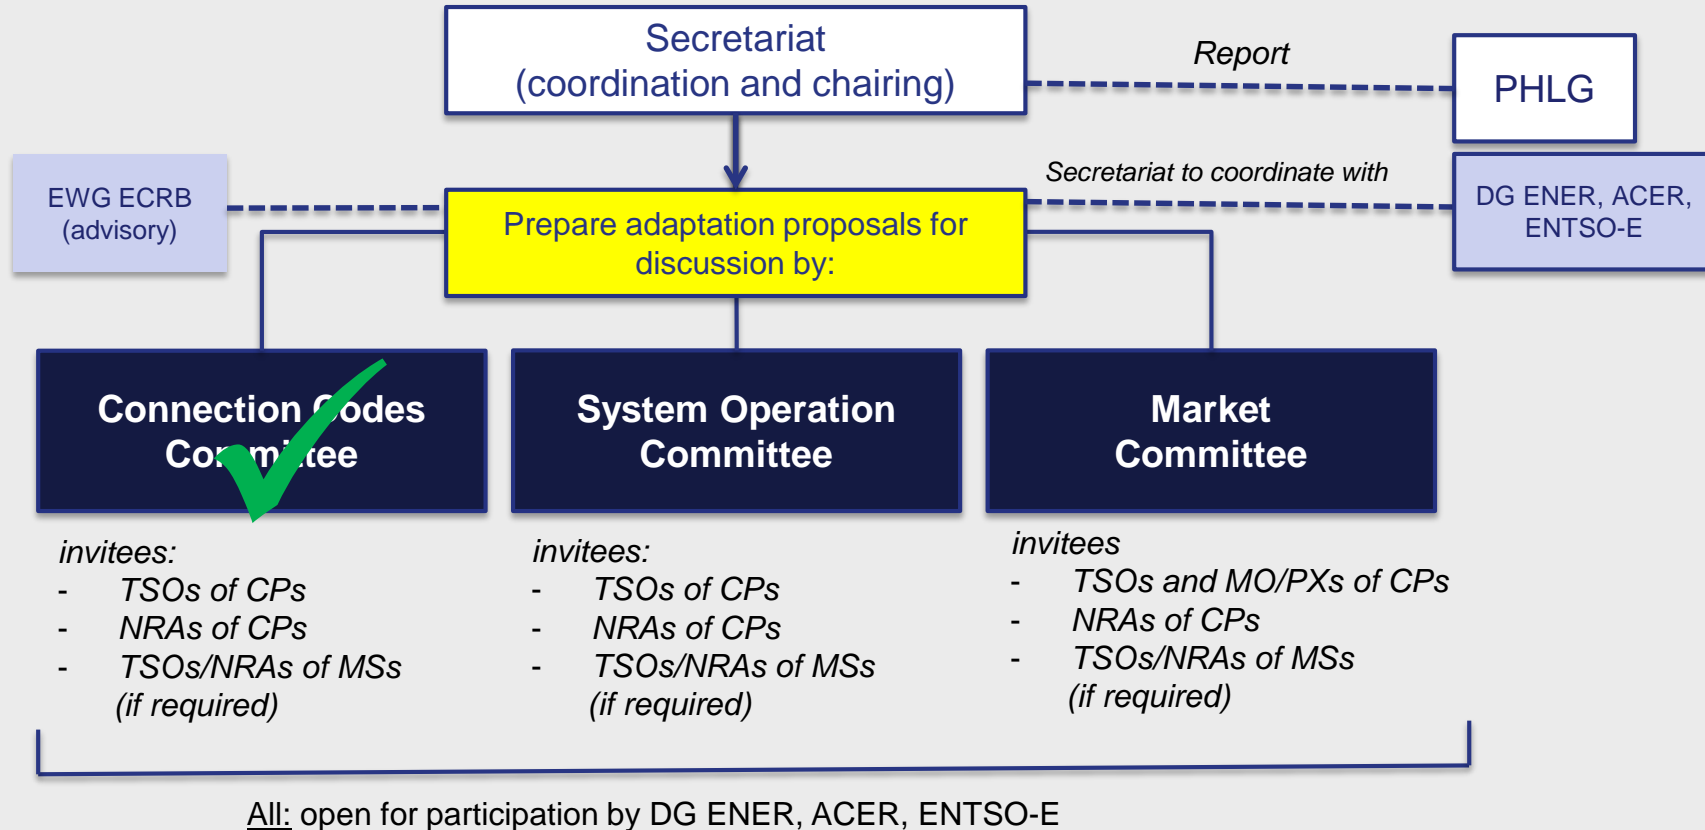 Secretariat
(coordination and chairing)
Report
PHLG
EWG ECRB
(advisory)
Prepare adaptation proposals for
discussion by:
Secretariat to coordinate with
DG ENER, ACER,
ENTSO-E
Connection Codes
Committee
System Operation
Committee
Market
Committee
invitees:
- TSOs of CPs
- NRAs of CPs
- TSOs/NRAs of MSs
(if required)
invitees:
- TSOs of CPs
- NRAs of CPs
- TSOs/NRAs of MSs
(if required)
invitees
- TSOs and MO/PXs of CPs
- NRAs of CPs
- TSOs/NRAs of MSs
(if required)
All: open for participation by DG ENER, ACER, ENTSO-E